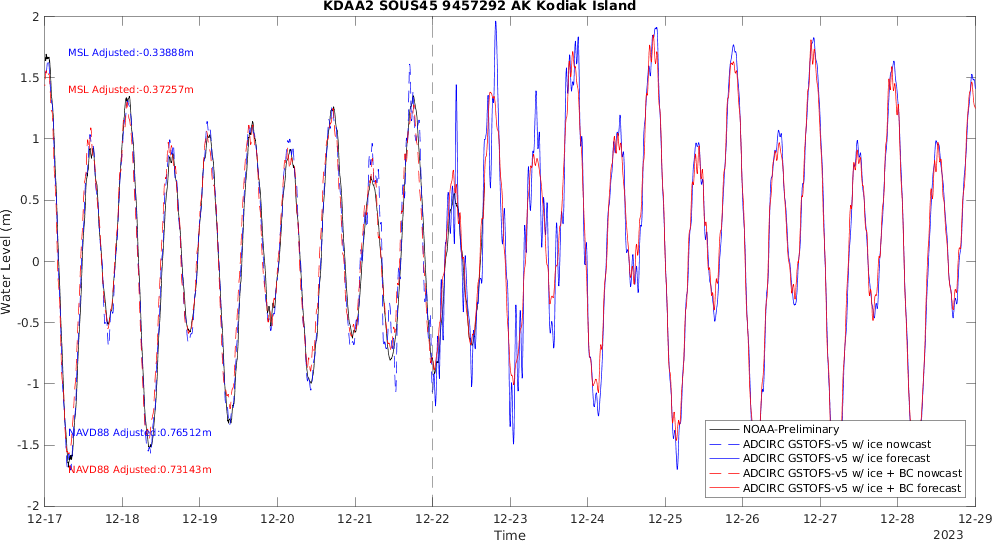 KDAA2 SOUS45 9457292 AK Kodiak Island
MSL Adjusted:-0.33888m
MSL Adjusted:-0.37257m
NAVD88 Adjusted:0.76512m
NAVD88 Adjusted:0.73143m
Water Level (m)
2
1.5
1
0.5
0
-0.5
-1
-1.5
-2
NOAA-Preliminary
ADCIRC GSTOFS-v5 w/ ice nowcast
ADCIRC GSTOFS-v5 w/ ice forecast
ADCIRC GSTOFS-v5 w/ ice + BC nowcast
ADCIRC GSTOFS-v5 w/ ice + BC forecast
12-17 12-18 12-19 12-20 12-21 12-22 12-23 12-24 12-25 12-26 12-27 12-28 12-29
Time
2023